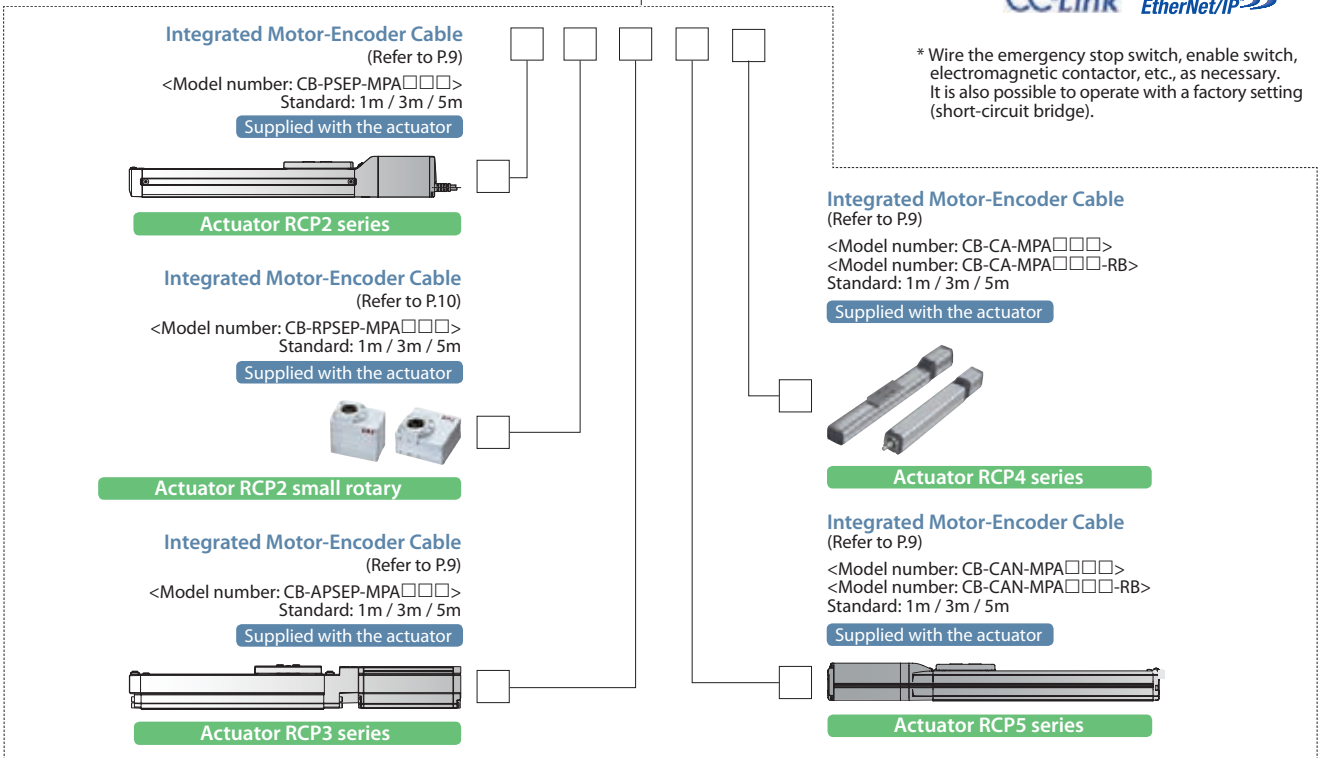 CC-Link
EtherNet/IP
* Wire the emergency stop switch, enable switch,
electromagnetic contactor, etc., as necessary.
It is also possible to operate with a factory setting
(short-circuit bridge).
Integrated Motor-Encoder Cable
(Refer to P.9)
<Model number: CB-PSEP-MPA□□□>
Standard: 1m / 3m / 5m
Supplied with the actuator
Actuator RCP2 series
Integrated Motor-Encoder Cable
(Refer to P.10)
<Model number: CB-RPSEP-MPA□□□>
Standard: 1m / 3m / 5m
Supplied with the actuator
Actuator RCP2 small rotary
Integrated Motor-Encoder Cable
(Refer to P.9)
<Model number: CB-APSEP-MPA□□□>
Standard: 1m / 3m / 5m
Supplied with the actuator
Actuator RCP3 series
Integrated Motor-Encoder Cable
(Refer to P.9)
<Model number: CB-CA-MPA□□□>
<Model number: CB-CA-MPA□□□-RB>
Standard: 1m / 3m / 5m
Supplied with the actuator
Actuator RCP4 series
Integrated Motor-Encoder Cable
(Refer to P.9)
<Model number: CB-CAN-MPA□□□>
<Model number: CB-CAN-MPA□□□-RB>
Standard: 1m / 3m / 5m
Supplied with the actuator
Actuator RCP5 series